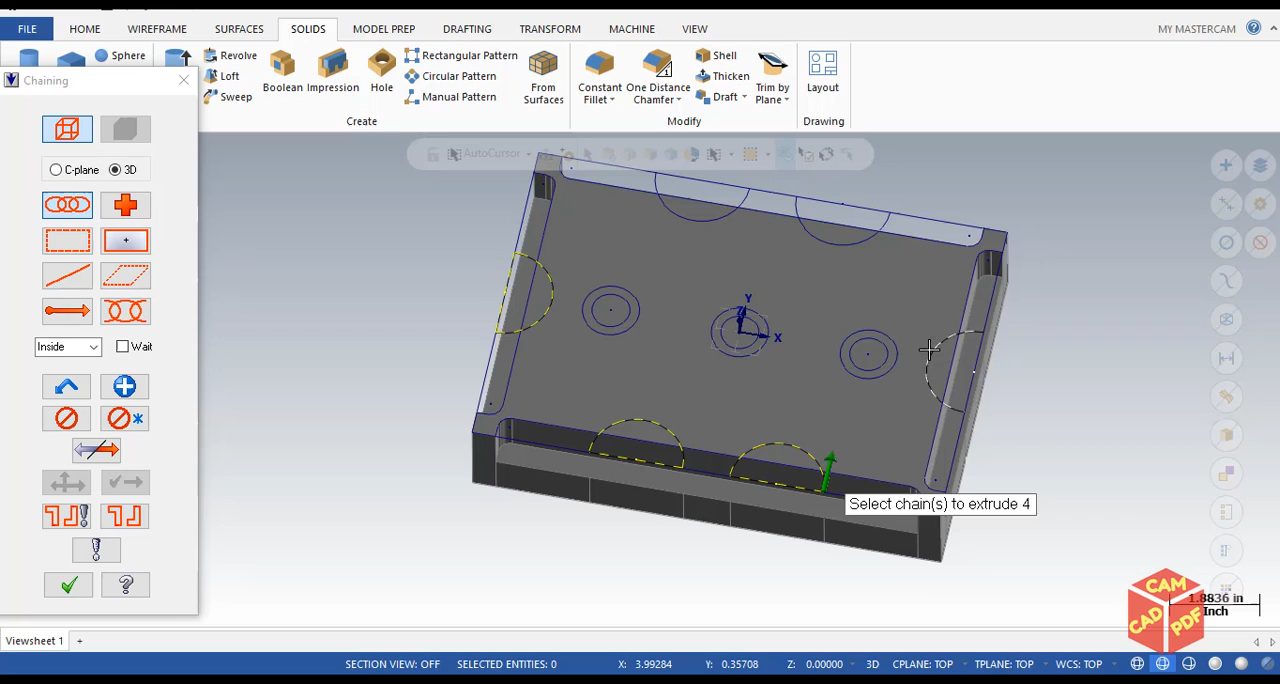 FILE HOME WIREFRAME SURFACES SOLIDS MODEL PREP DRAFTING TRANSFORM MACHINE VIEW MY MASTERCAM
Sphere Revolve Rectangular Pattern Shell
Loft Circular Pattern Thicken
Sweep Boolean Impression Hole Manual Pattern From Surfaces Constant Fillet One Distance Chamfer Draft Trim by Plane Layout
Create Modify Drawing
Chaining
AutoCursor
C-plane 3D
Inside Wait
Y
Z
X
Select chain(s) to extrude 4
CAM
CAD
PDF
1.8836 in
Inch
Viewsheet 1 +
SECTION VIEW: OFF SELECTED ENTITIES: 0 X: 3.99284 Y: 0.35708 Z: 0.00000 3D CPLANE: TOP TPLANE: TOP WCS: TOP